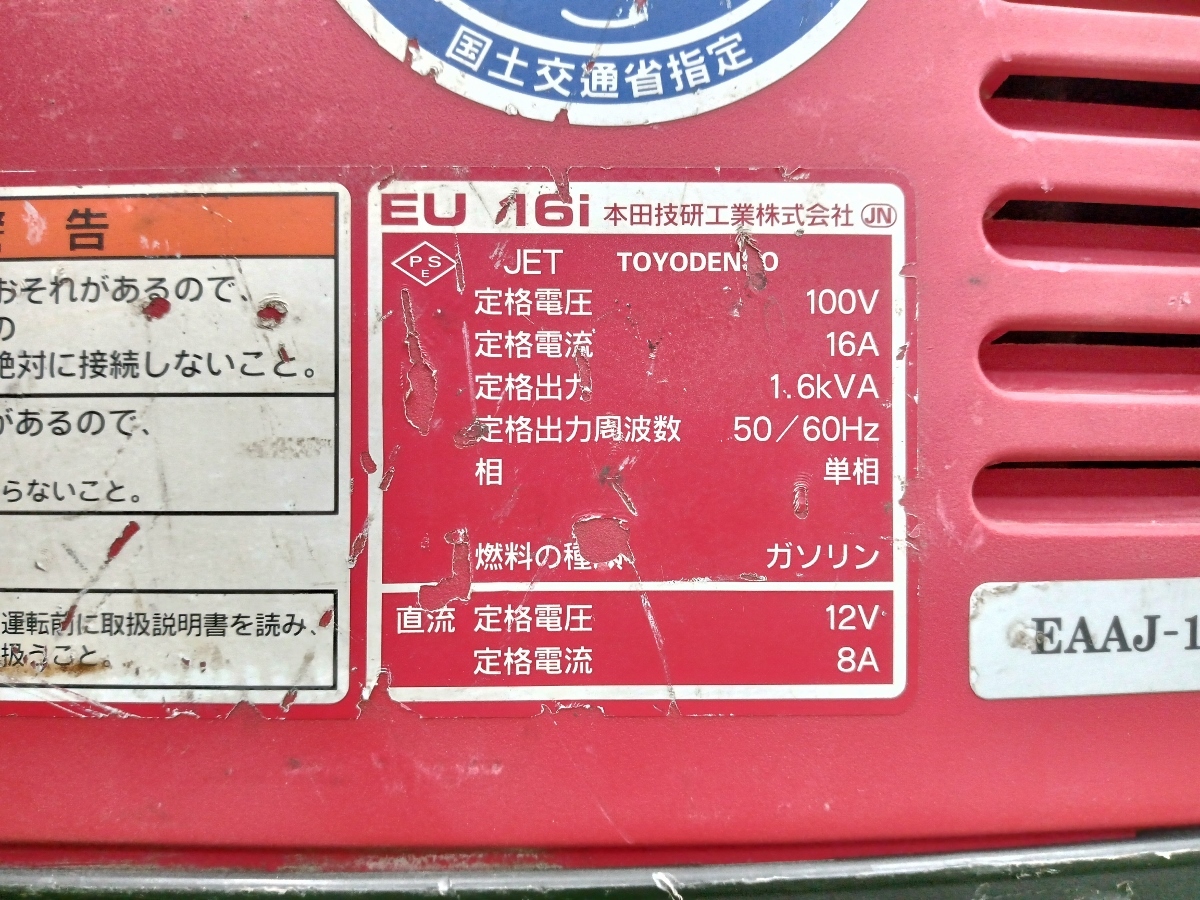 国土交通省指定
警告
おそれがあるので、
の
絶対に接続しないこと。
があるので、
らないこと。
運転前に取扱説明書を読み、
扱うこと。
EU 16i 本田技研工業株式会社 JN
PSE JET TOYODENSO
定格電圧 100V
定格電流 16A
定格出力 1.6kVA
定格出力周波数 50/60Hz
相 単相
燃料の種類 ガソリン
直流 定格電圧 12V
定格電流 8A
EAAJ-1